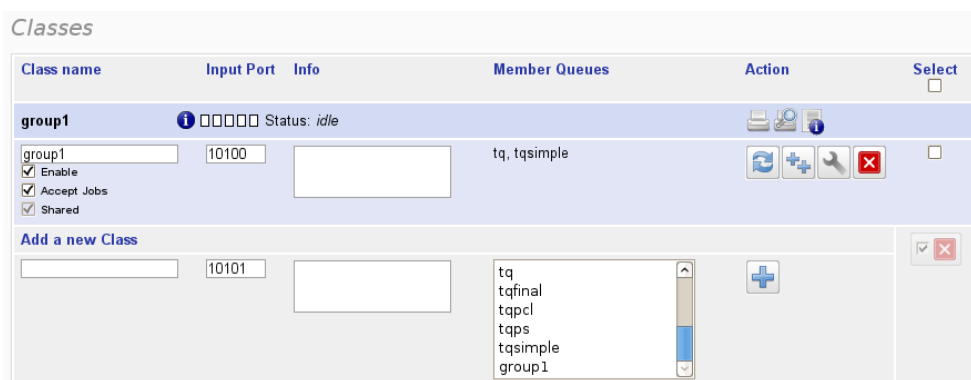 Classes
Class name Input Port Info Member Queues Action Select
group1 Status: idle
group1 10100 tq, tqsimple
Enable
Accept Jobs
Shared
Add a new Class
10101
tq
tqfinal
tqpcl
tqps
tqsimple
group1